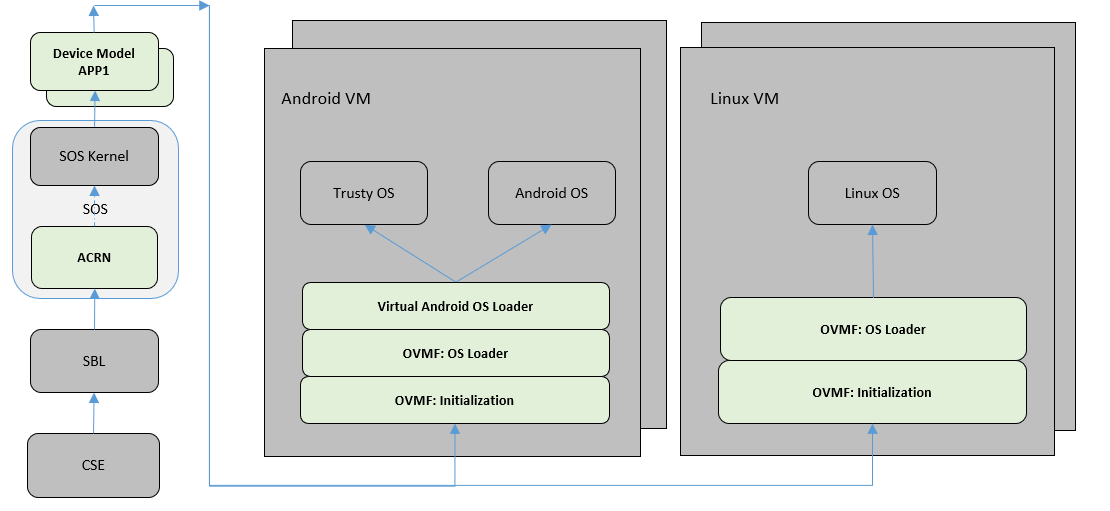 Device Model
APP1
SOS Kernel
SOS
ACRN
SBL
CSE
Android VM
Trusty OS
Android OS
Virtual Android OS Loader
OVMF: OS Loader
OVMF: Initialization
Linux VM
Linux OS
OVMF: OS Loader
OVMF: Initialization